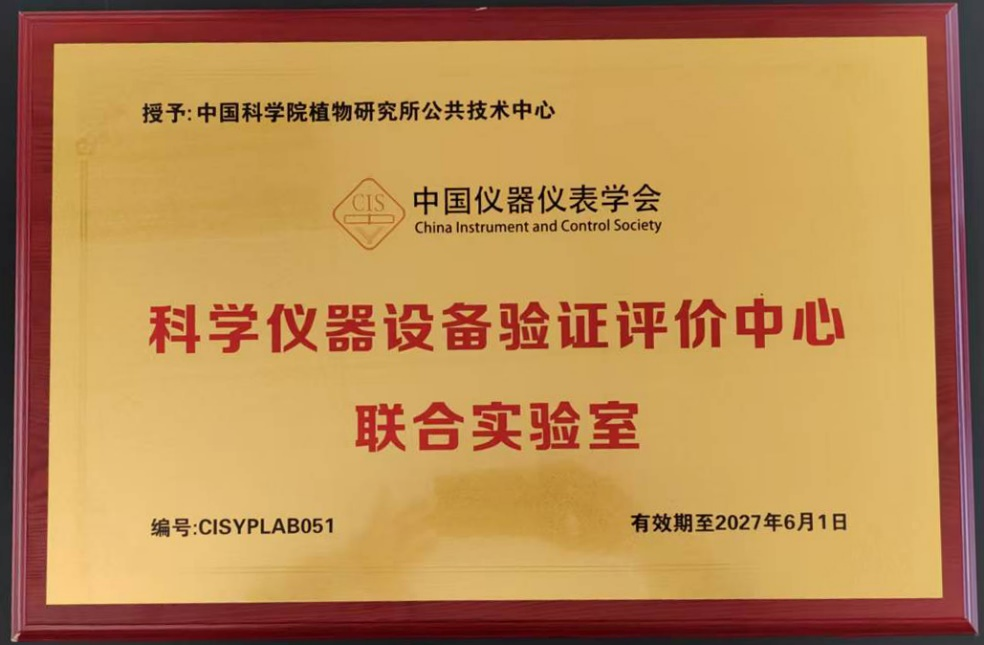 授予:中国科学院植物研究所公共技术中心
CIS
中国仪器仪表学会
China Instrument and Control Society
科学仪器设备验证评价中心
联合实验室
编号:CISYPLAB051
有效期至2027年6月1日